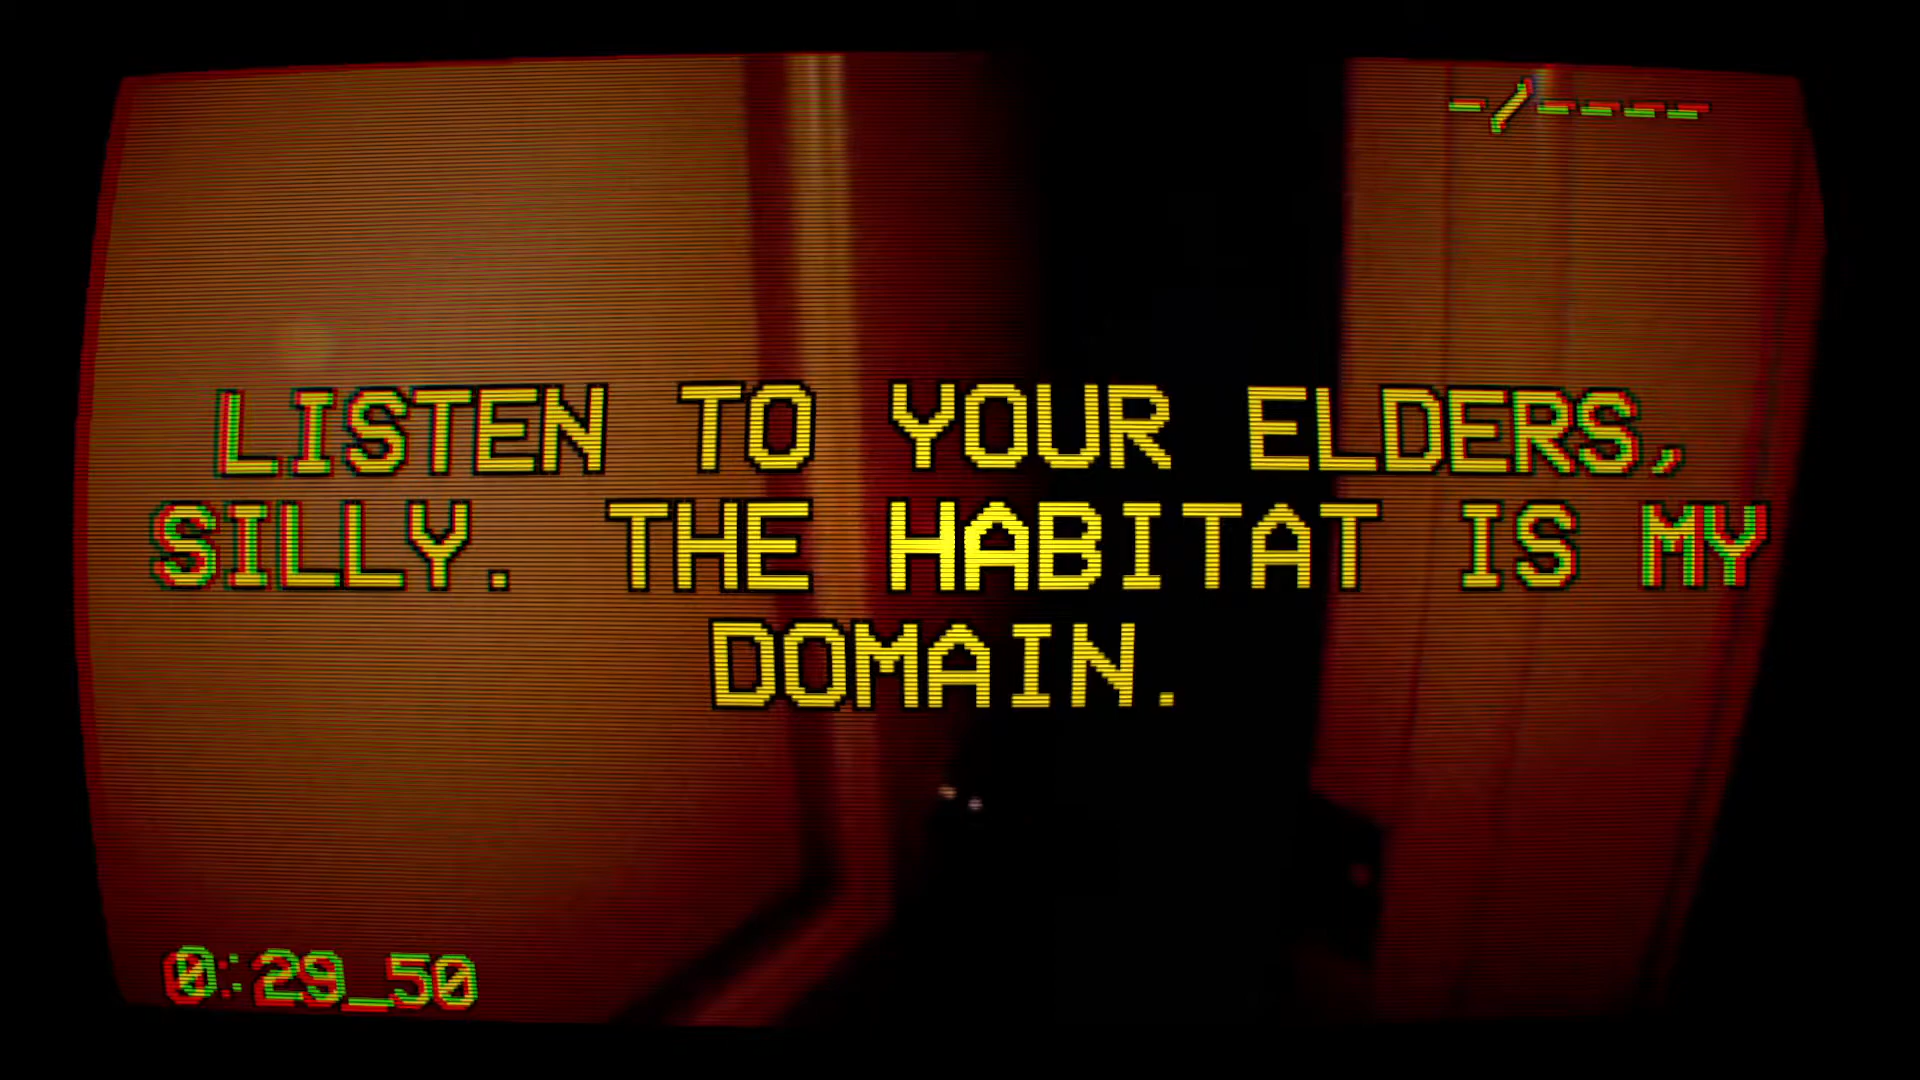 -/----
LISTEN TO YOUR ELDERS,
SILLY. THE HABITAT IS MY
DOMAIN.
0:29_50